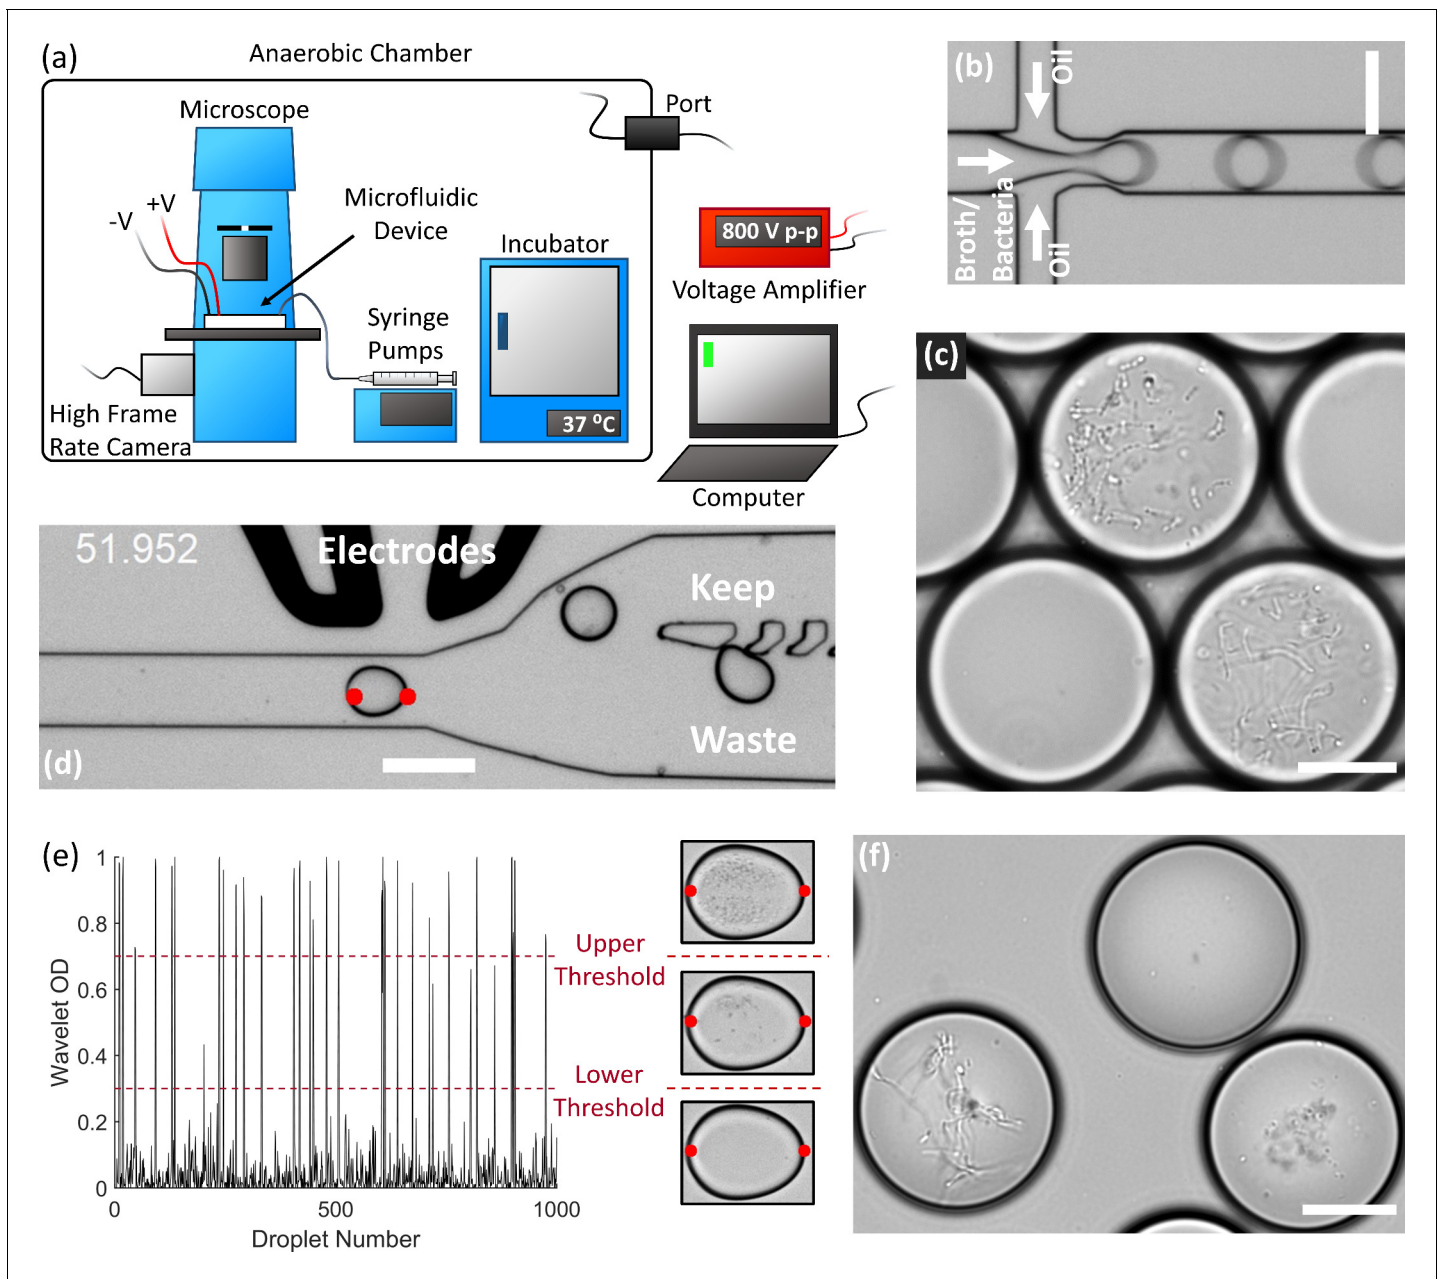 (a)
Anaerobic Chamber
Microscope
Port
-V
+V
Microfluidic
Device
Incubator
Syringe
Pumps
37 ⁰C
High Frame
Rate Camera
800 V p-p
Voltage Amplifier
Computer
(b)
Oil
Broth/
Bacteria
Oil
(c)
51.952
Electrodes
Keep
Waste
(d)
(e)
Wavelet OD
1
0.8
0.6
0.4
0.2
0
0
500
1000
Droplet Number
Upper
Threshold
Lower
Threshold
(f)